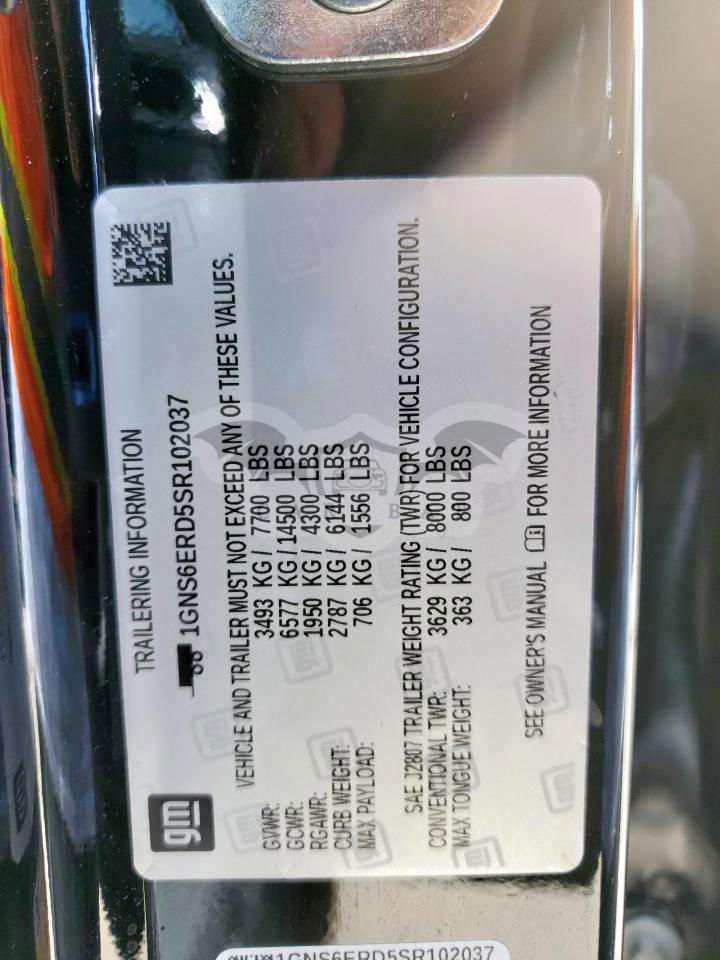 TRAILERING INFORMATION
1GNS6ERD5SR102037
VEHICLE AND TRAILER MUST NOT EXCEED ANY OF THESE VALUES.
GVWR: 3493 KG / 7700 LBS
GCWR: 6577 KG / 14500 LBS
RGAWR: 1950 KG / 4300 LBS
CURB WEIGHT: 2787 KG / 6144 LBS
MAX PAYLOAD: 706 KG / 1556 LBS
SAE J2807 TRAILER WEIGHT RATING (TWR) FOR VEHICLE CONFIGURATION.
CONVENTIONAL TWR: 3629 KG / 8000 LBS
MAX TONGUE WEIGHT: 363 KG / 800 LBS
SEE OWNER'S MANUAL FOR MORE INFORMATION
gm
1GNS6ERD5SR102037